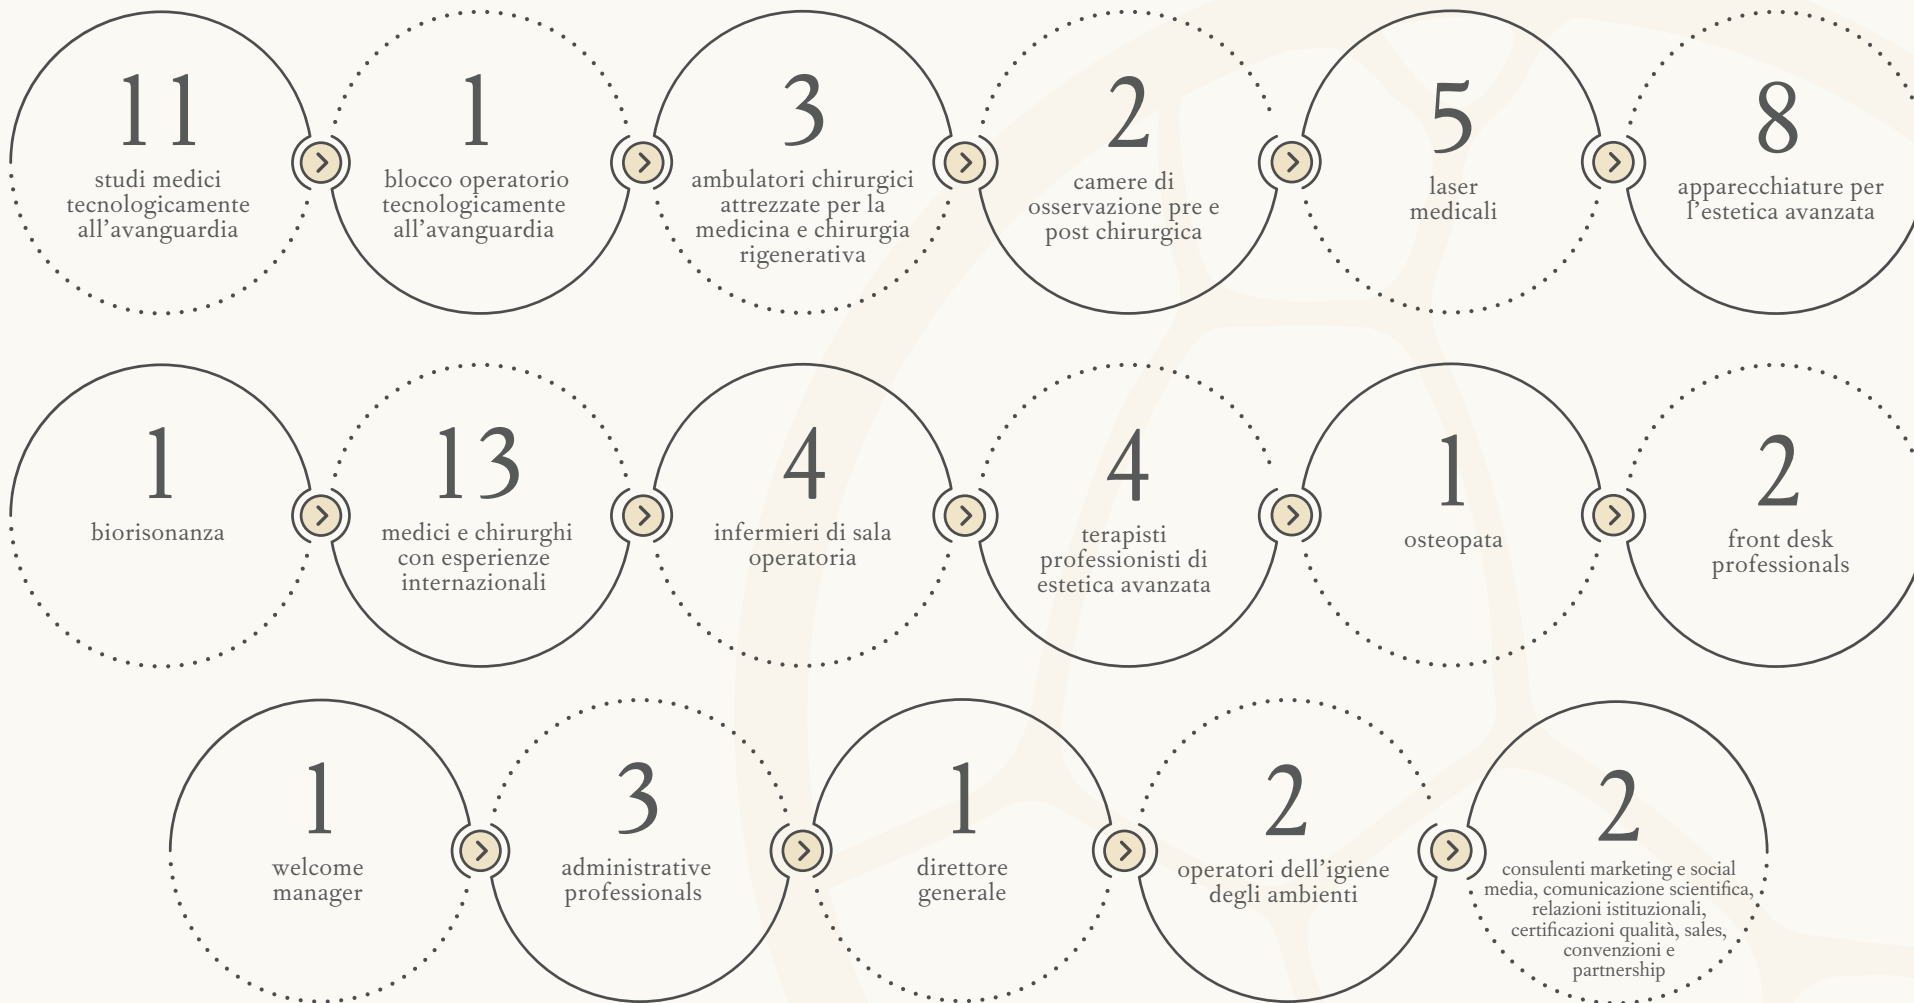 11
studi medici
tecnologicamente
all’avanguardia
1
blocco operatorio
tecnologicamente
all’avanguardia
3
ambulatori chirurgici
attrezzate per la
medicina e chirurgia
rigenerativa
2
camere di
osservazione pre e
post chirurgica
5
laser
medicali
8
apparecchiature per
l’estetica avanzata
1
biorisonanza
13
medici e chirurghi
con esperienze
internazionali
4
infermieri di sala
operatoria
4
terapisti
professionisti di
estetica avanzata
1
osteopata
2
front desk
professionals
1
welcome
manager
3
administrative
professionals
1
direttore
generale
2
operatori dell’igiene
degli ambienti
2
consulenti marketing e social
media, comunicazione scientifica,
relazioni istituzionali,
certificazioni qualità, sales,
convenzioni e
partnership